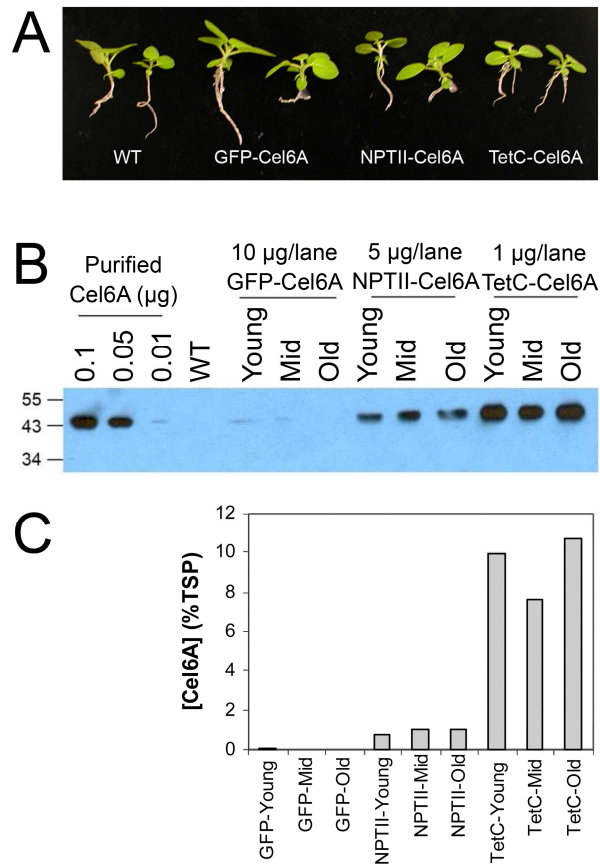 A
WT GFP-Cel6A NPTII-Cel6A TetC-Cel6A
B
Purified Cel6A (µg)
10 µg/lane GFP-Cel6A
5 µg/lane NPTII-Cel6A
1 µg/lane TetC-Cel6A
0.1 0.05 0.01 WT Young Mid Old Young Mid Old Young Mid Old
55
43
34
C
[Cel6A] (%TSP)
12
10
8
6
4
2
0
GFP-Young GFP-Mid GFP-Old NPTII-Young NPTII-Mid NPTII-Old TetC-Young TetC-Mid TetC-Old